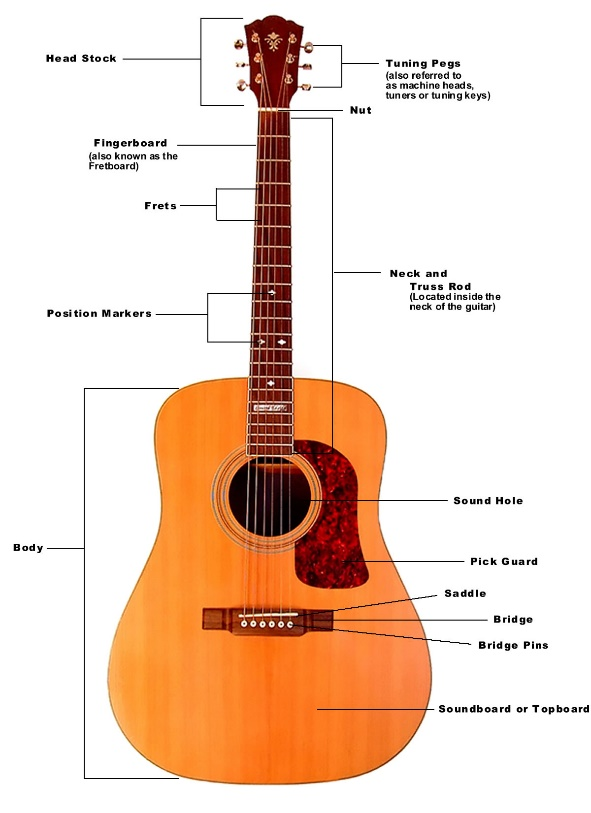 Head Stock
Tuning Pegs
(also referred to
as machine heads,
tuners or tuning keys)
Nut
Fingerboard
(also known as the
Fretboard)
Frets
Neck and
Truss Rod
(Located inside the
neck of the guitar)
Position Markers
Sound Hole
Body
Pick Guard
Saddle
Bridge
Bridge Pins
Soundboard or Topboard